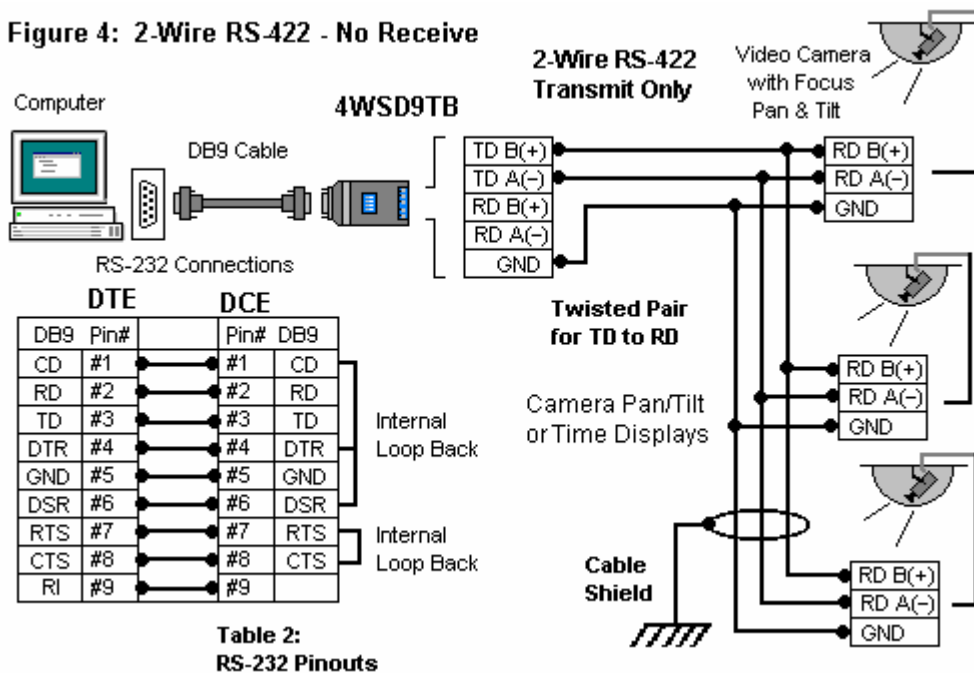 Figure 4: 2-Wire RS-422 - No Receive
2-Wire RS-422
Transmit Only
Video Camera
with Focus
Pan & Tilt
Computer
4WSD9TB
DB9 Cable
TD B(+)
TD A(−)
RD B(+)
RD A(−)
GND
RD B(+)
RD A(−)
GND
RS-232 Connections
Twisted Pair
for TD to RD
Camera Pan/Tilt
or Time Displays
RD B(+)
RD A(−)
GND
Cable
Shield
RD B(+)
RD A(−)
GND
DTE DCE
DB9 Pin# Pin# DB9
CD #1 #1 CD
RD #2 #2 RD
TD #3 #3 TD
DTR #4 #4 DTR
GND #5 #5 GND
DSR #6 #6 DSR
RTS #7 #7 RTS
CTS #8 #8 CTS
RI #9 #9
Internal
Loop Back
Internal
Loop Back
Table 2:
RS-232 Pinouts